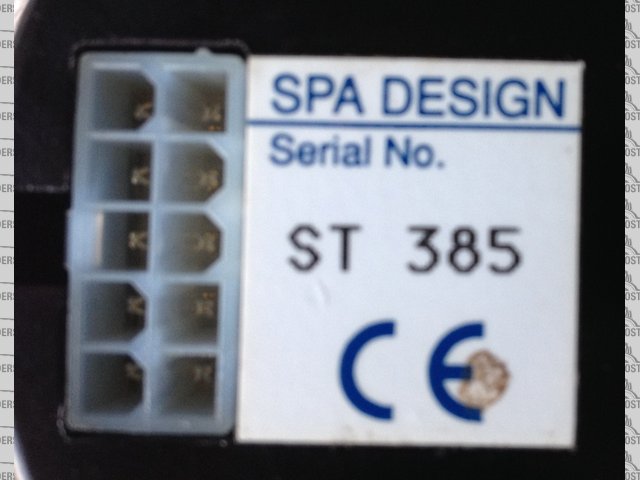 SPA DESIGN
Serial No.
ST 385
CE